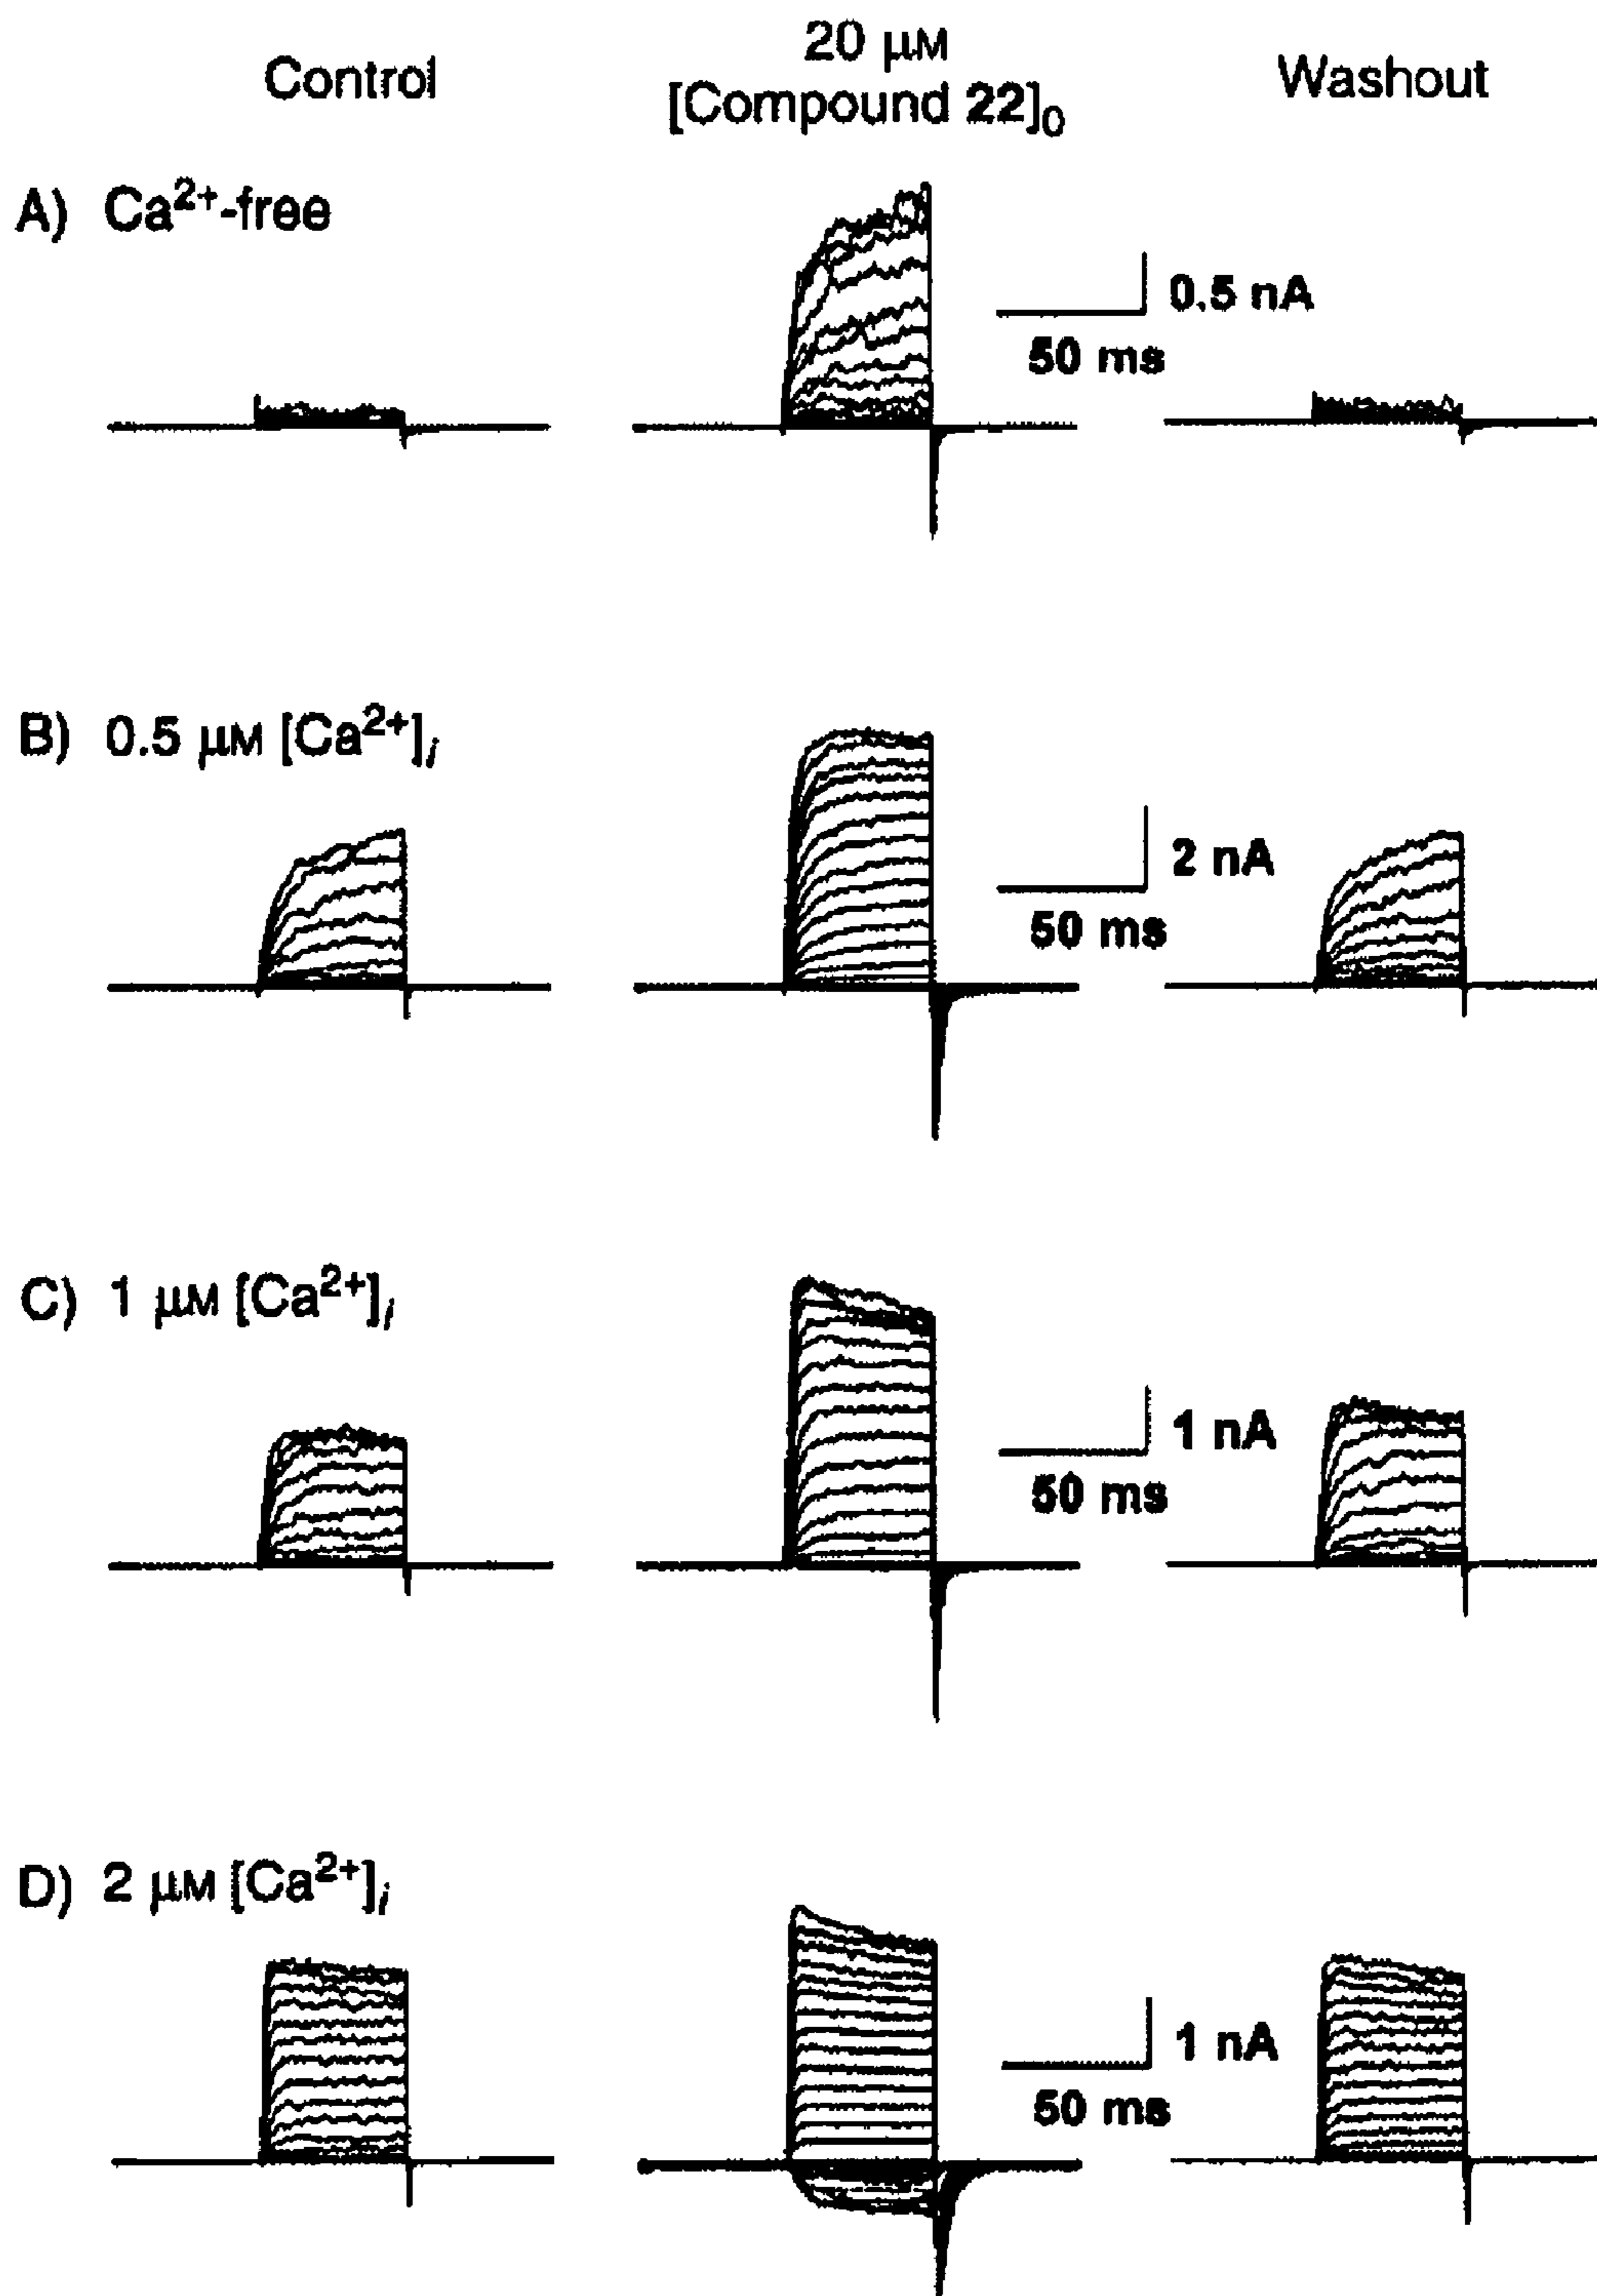 Control
20 μM
[Compound 22]0
Washout
A) Ca2+-free
0.5 nA
50 ms
B) 0.5 μM [Ca2+]i
2 nA
50 ms
C) 1 μM [Ca2+]i
1 nA
50 ms
D) 2 μM [Ca2+]i
1 nA
50 ms